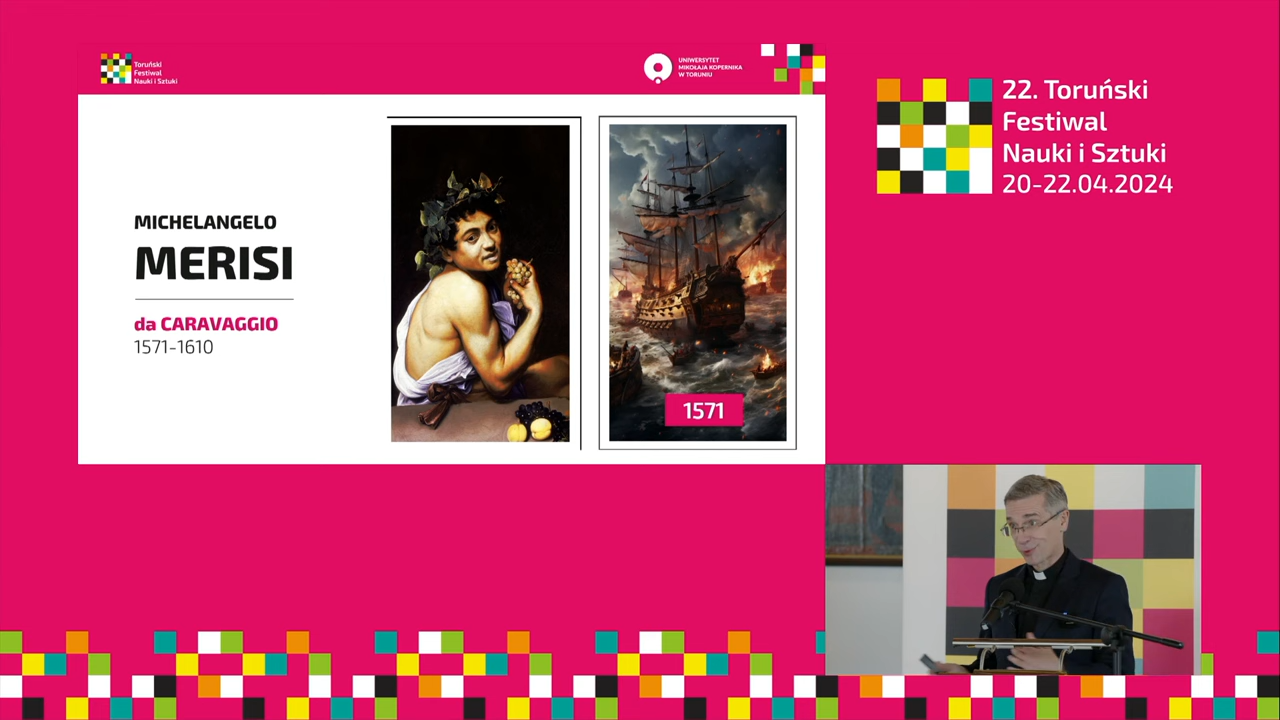 Toruński
Festiwal
Nauki i Sztuki
UNIWERSYTET
MIKOŁAJA KOPERNIKA
W TORUNIU
MICHELANGELO
MERISI
da CARAVAGGIO
1571-1610
1571
22. Toruński
Festiwal
Nauki i Sztuki
20-22.04.2024